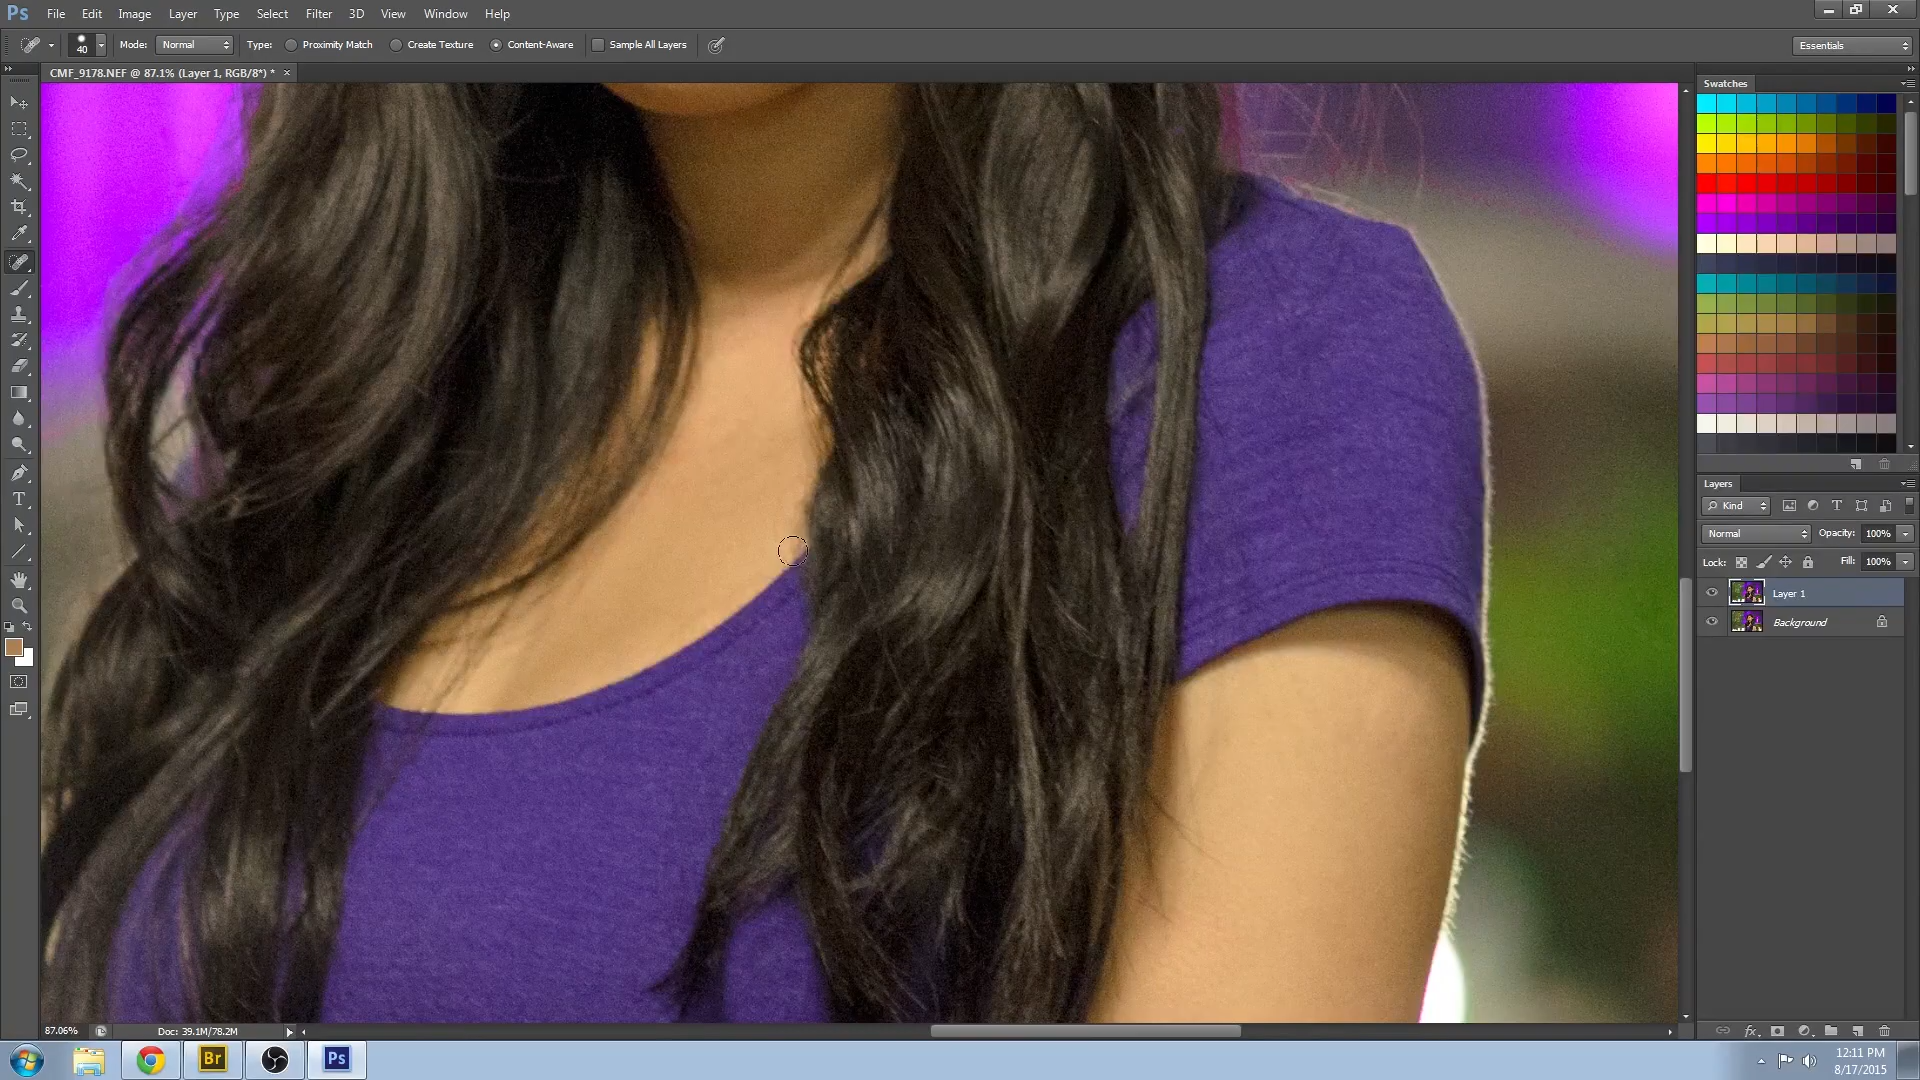 Ps File Edit Image Layer Type Select Filter 3D View Window Help
40 Mode: Normal Type: Proximity Match Create Texture Content-Aware Sample All Layers Essentials
CMF_9178.NEF @ 87.1% (Layer 1, RGB/8*) * ×
Swatches
Layers
Kind
Normal Opacity: 100%
Lock: Fill: 100%
Layer 1
Background
87.06% Doc: 39.1M/78.2M
fx
Br Ps 12:11 PM
8/17/2015